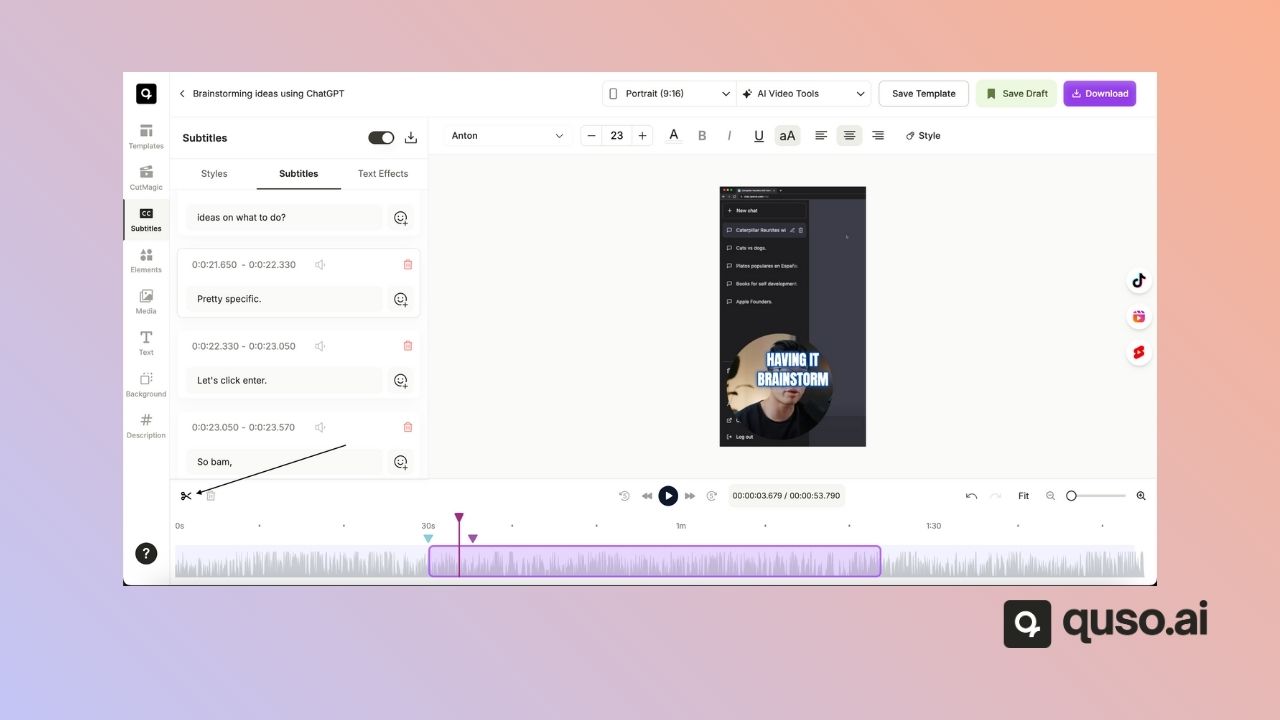 Brainstorming ideas using ChatGPT
Portrait (9:16)
AI Video Tools
Save Template
Save Draft
Download
Templates
CutMagic
CC
Subtitles
Elements
Media
Text
Background
Description
?
Subtitles
Styles
Subtitles
Text Effects
ideas on what to do?
0:0:21.650 - 0:0:22.330
Pretty specific.
0:0:22.330 - 0:0:23.050
Let's click enter.
0:0:23.050 - 0:0:23.570
So bam,
Anton
23
A
B
I
U
aA
Style
New chat
Caterpillar Reunites wi
Cats vs dogs.
Platos populares en Españ
Books for self development
Apple Founders.
HAVING IT
BRAINSTORM
Log out
5
5
00:00:03.679 / 00:00:53.790
Fit
0s
30s
1m
1:30
quso.ai